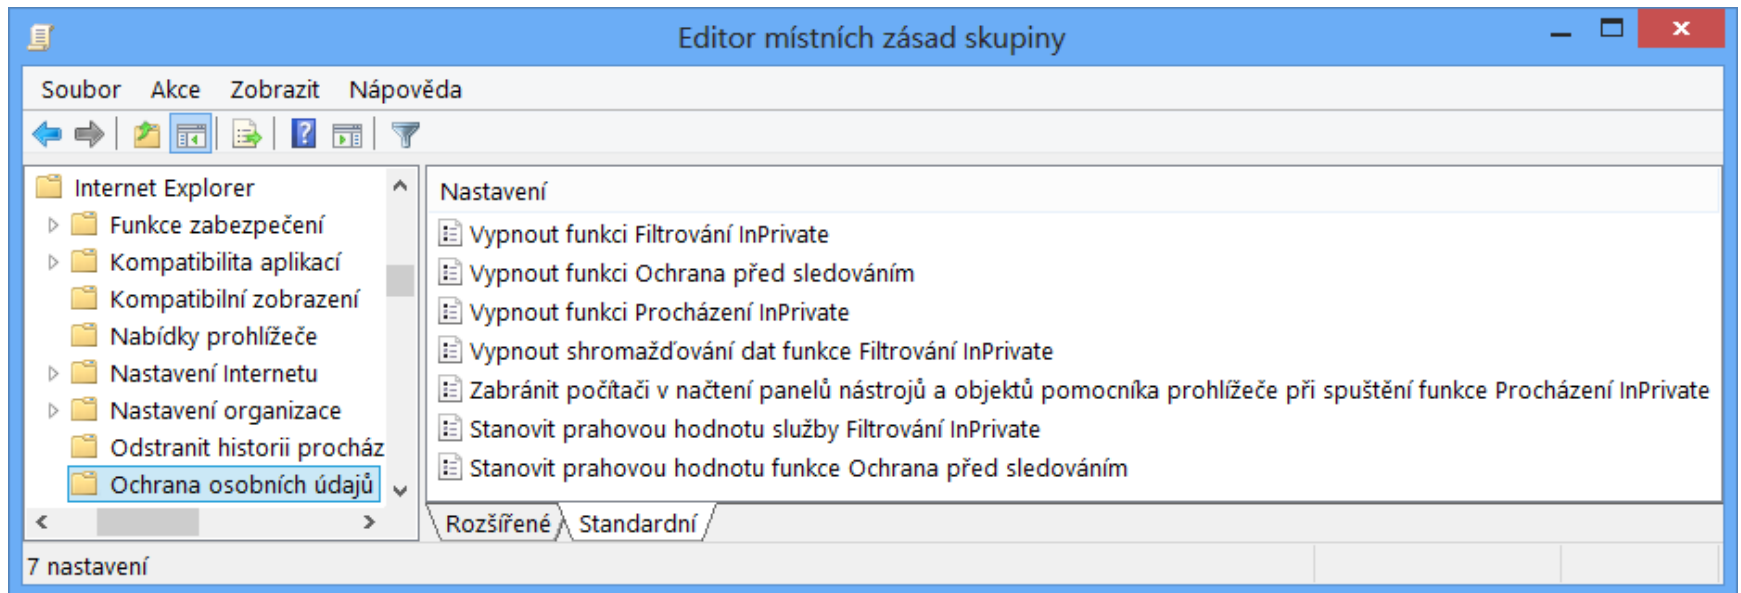 Editor místních zásad skupiny
Soubor Akce Zobrazit Nápověda
Internet Explorer
Funkce zabezpečení
Kompatibilita aplikací
Kompatibilní zobrazení
Nabídky prohlížeče
Nastavení Internetu
Nastavení organizace
Odstranit historii procház
Ochrana osobních údajů
Nastavení
Vypnout funkci Filtrování InPrivate
Vypnout funkci Ochrana před sledováním
Vypnout funkci Procházení InPrivate
Vypnout shromažďování dat funkce Filtrování InPrivate
Zabránit počítači v načtení panelů nástrojů a objektů pomocníka prohlížeče při spuštění funkce Procházení InPrivate
Stanovit prahovou hodnotu služby Filtrování InPrivate
Stanovit prahovou hodnotu funkce Ochrana před sledováním
Rozšířené Standardní
7 nastavení